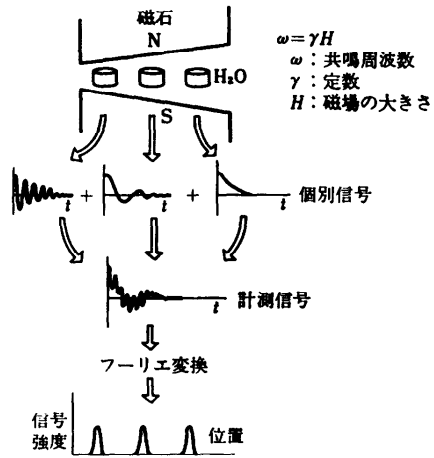 磁石
N
H₂O
S
ω=γH
ω：共鳴周波数
γ：定数
H：磁場の大きさ
t + t + t 個別信号
t 計測信号
フーリエ変換
信号
強度
位置